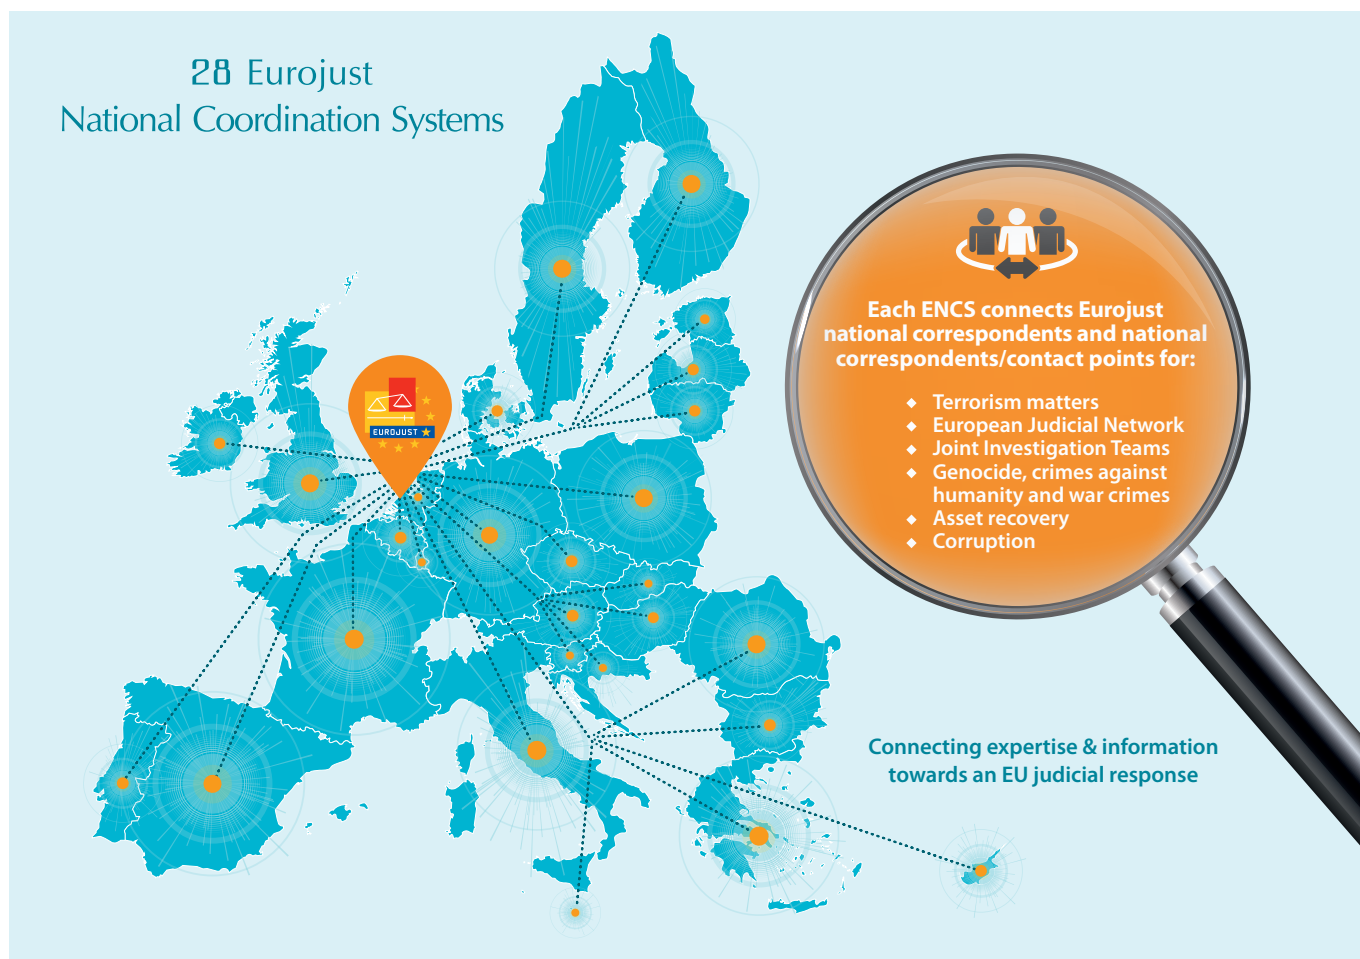 28 Eurojust
National Coordination Systems
EUROJUST
Each ENCS connects Eurojust
national correspondents and national
correspondents/contact points for:
◆ Terrorism matters
◆ European Judicial Network
◆ Joint Investigation Teams
◆ Genocide, crimes against
humanity and war crimes
◆ Asset recovery
◆ Corruption
Connecting expertise & information
towards an EU judicial response